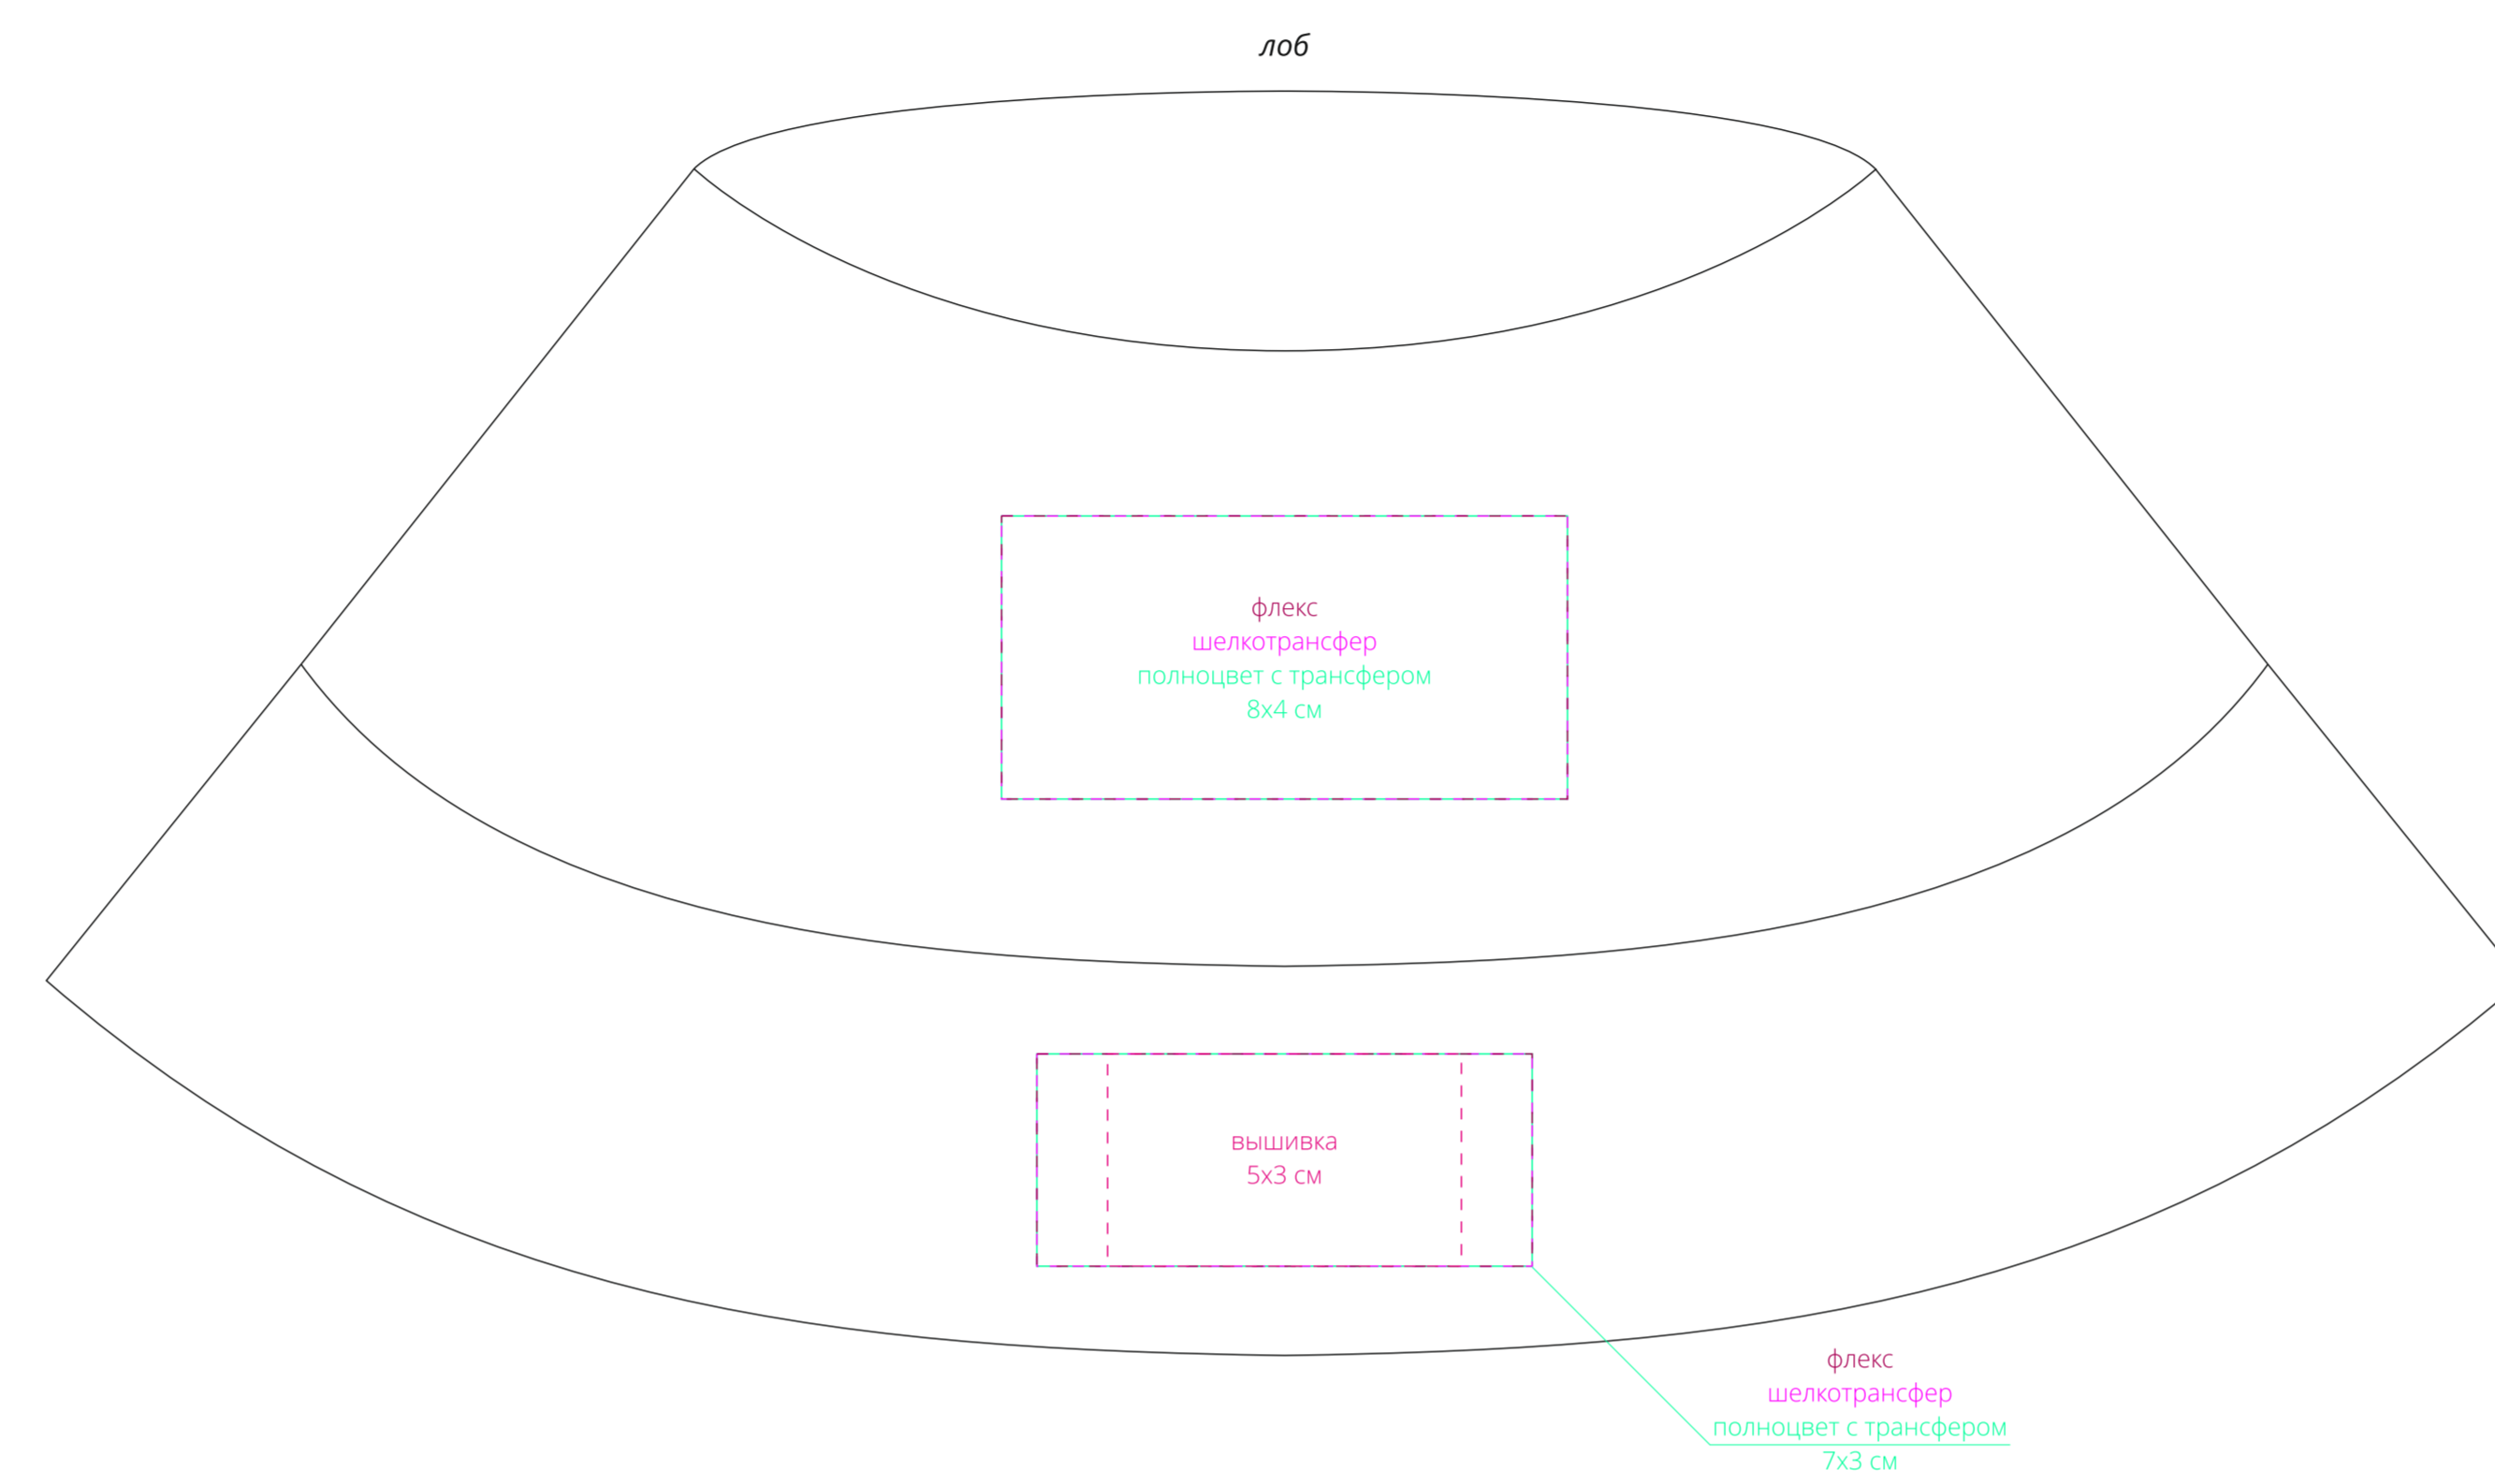 лоб
флекс
шелкотрансфер
полноцвет с трансфером
8х4 см
вышивка
5х3 см
флекс
шелкотрансфер
полноцвет с трансфером
7х3 см